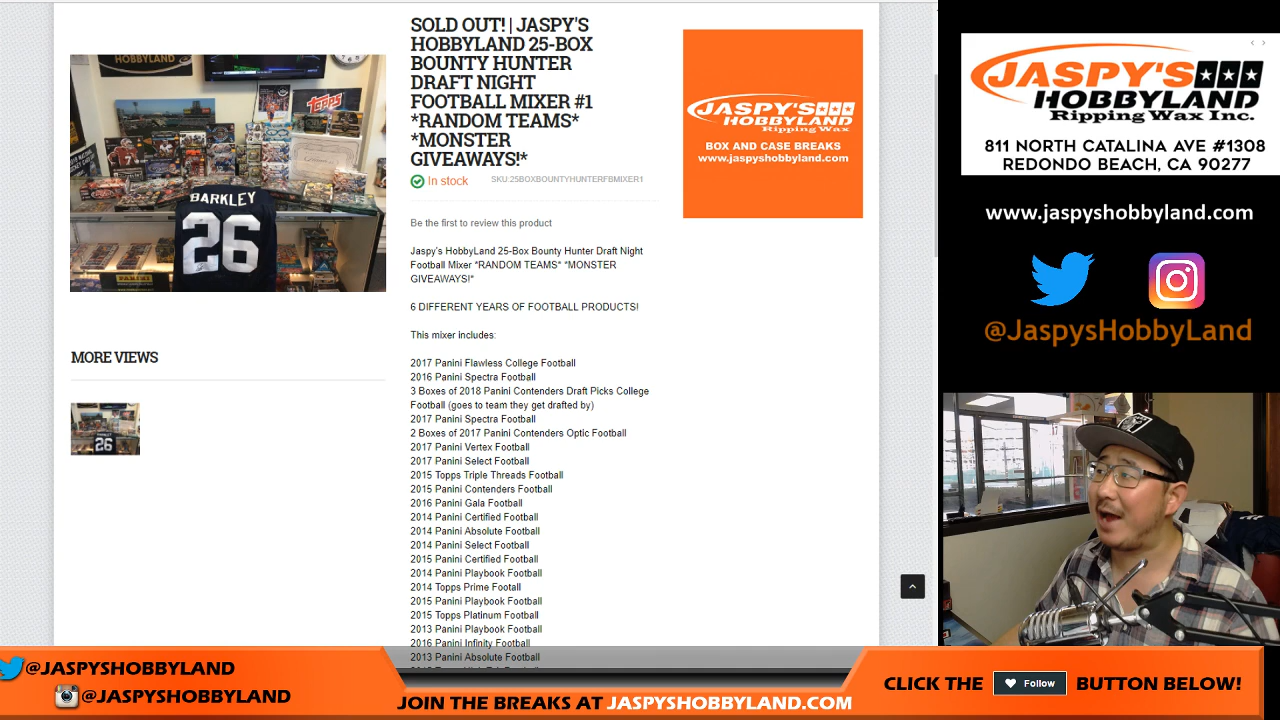 SOLD OUT! | JASPY'S
HOBBYLAND 25-BOX
BOUNTY HUNTER
DRAFT NIGHT
FOOTBALL MIXER #1
*RANDOM TEAMS*
*MONSTER
GIVEAWAYS!*
In stock
SKU:25BOXBOUNTYHUNTERFBMIXER1
Be the first to review this product
Jaspy's HobbyLand 25-Box Bounty Hunter Draft Night
Football Mixer *RANDOM TEAMS* *MONSTER
GIVEAWAYS!*
6 DIFFERENT YEARS OF FOOTBALL PRODUCTS!
This mixer includes:
2017 Panini Flawless College Football
2016 Panini Spectra Football
3 Boxes of 2018 Panini Contenders Draft Picks College
Football (goes to team they get drafted by)
2017 Panini Spectra Football
2 Boxes of 2017 Panini Contenders Optic Football
2017 Panini Vertex Football
2017 Panini Select Football
2015 Topps Triple Threads Football
2015 Panini Contenders Football
2016 Panini Gala Football
2014 Panini Certified Football
2014 Panini Absolute Football
2014 Panini Select Football
2015 Panini Certified Football
2014 Panini Playbook Football
2014 Topps Prime Footall
2015 Panini Playbook Football
2015 Topps Platinum Football
2013 Panini Playbook Football
2016 Panini Infinity Football
2013 Panini Absolute Football
HOBBYLAND
Topps
BARKLEY
26
PANINI
MORE VIEWS
26
JASPY'S
HOBBYLAND
Ripping Wax
BOX AND CASE BREAKS
www.jaspyshobbyland.com
JASPY'S
HOBBYLAND
Ripping Wax Inc.
811 NORTH CATALINA AVE #1308
REDONDO BEACH, CA 90277
www.jaspyshobbyland.com
@JaspysHobbyLand
@JASPYSHOBBYLAND
@JASPYSHOBBYLAND
JOIN THE BREAKS AT JASPYSHOBBYLAND.COM
CLICK THE Follow BUTTON BELOW!